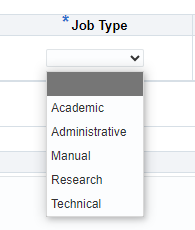 * Job Type
Academic
Administrative
Manual
Research
Technical